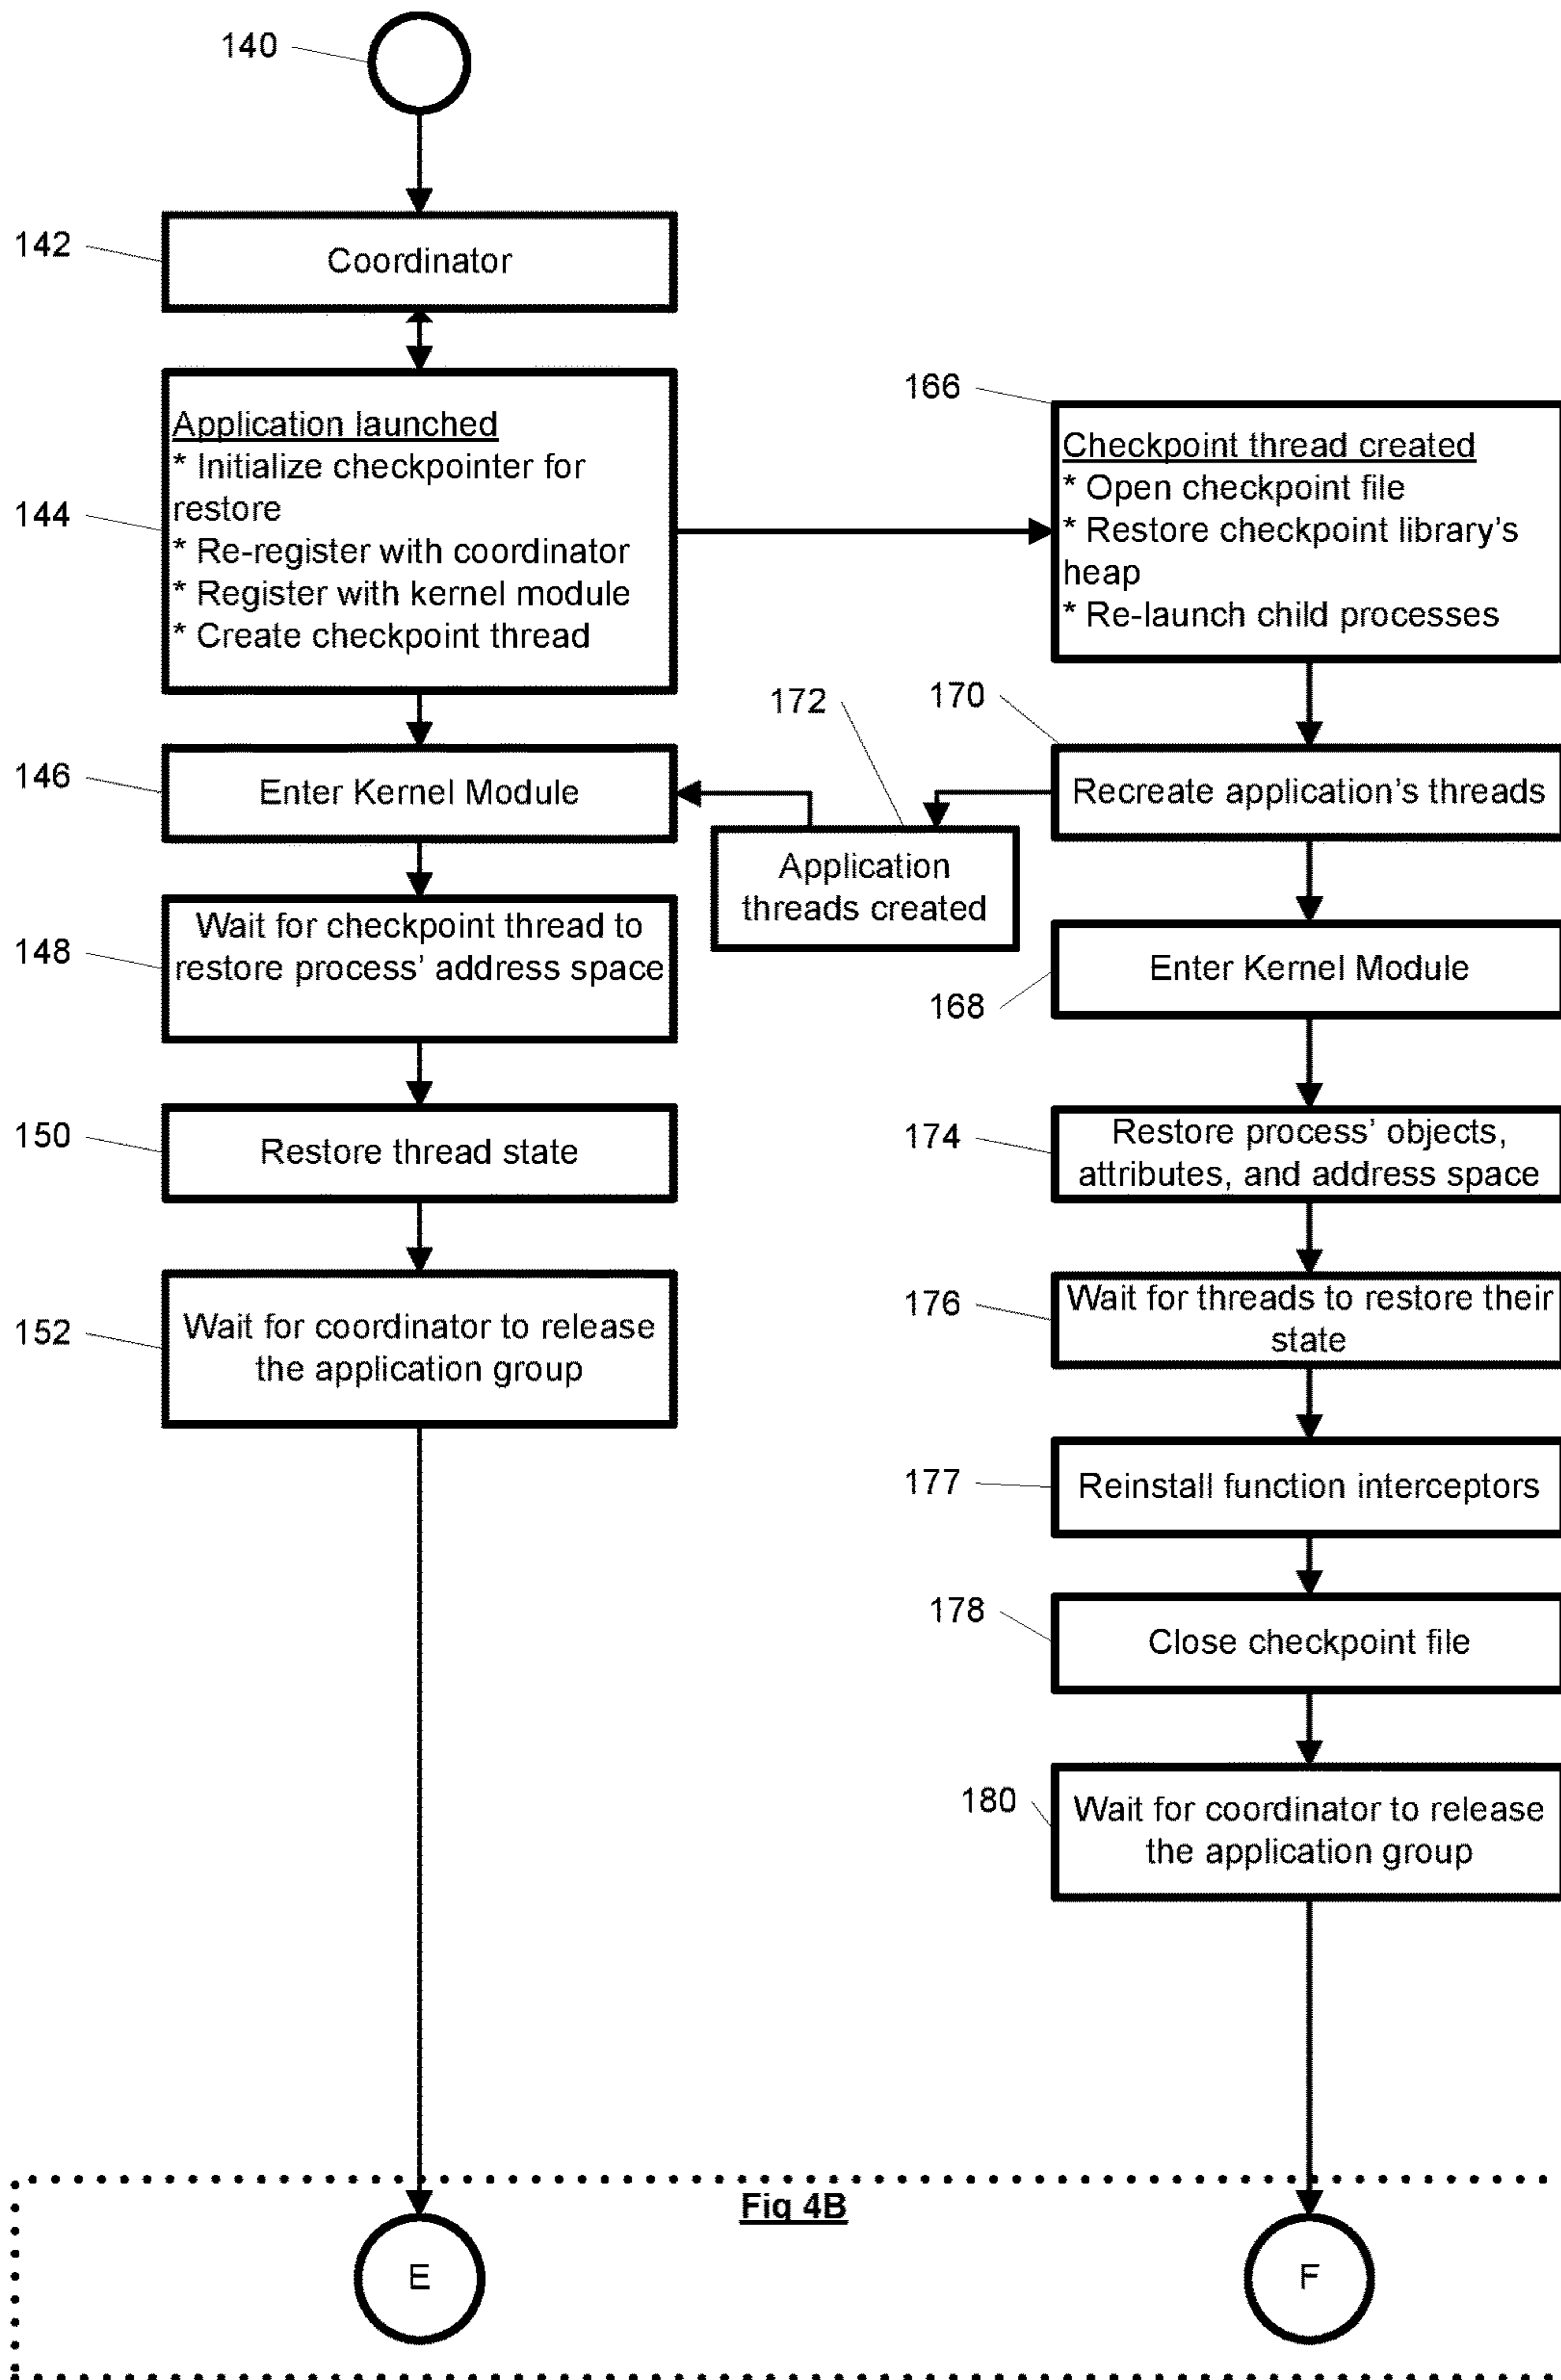 140
142
Coordinator
144
Application launched
* Initialize checkpointer for
restore
* Re-register with coordinator
* Register with kernel module
* Create checkpoint thread
166
Checkpoint thread created
* Open checkpoint file
* Restore checkpoint library's
heap
* Re-launch child processes
146
Enter Kernel Module
172
Application
threads created
170
Recreate application's threads
148
Wait for checkpoint thread to
restore process' address space
168
Enter Kernel Module
150
Restore thread state
174
Restore process' objects,
attributes, and address space
152
Wait for coordinator to release
the application group
176
Wait for threads to restore their
state
177
Reinstall function interceptors
178
Close checkpoint file
180
Wait for coordinator to release
the application group
Fig 4B
E
F